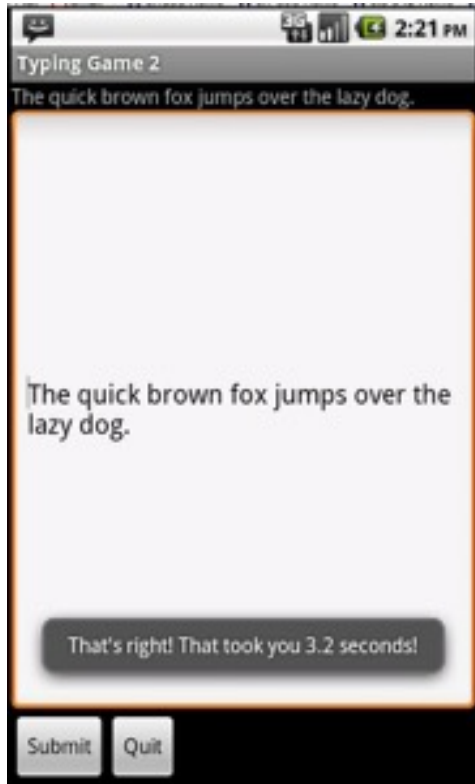 3G
2:21 PM
Typing Game 2
The quick brown fox jumps over the lazy dog.
The quick brown fox jumps over the
lazy dog.
That's right! That took you 3.2 seconds!
Submit Quit